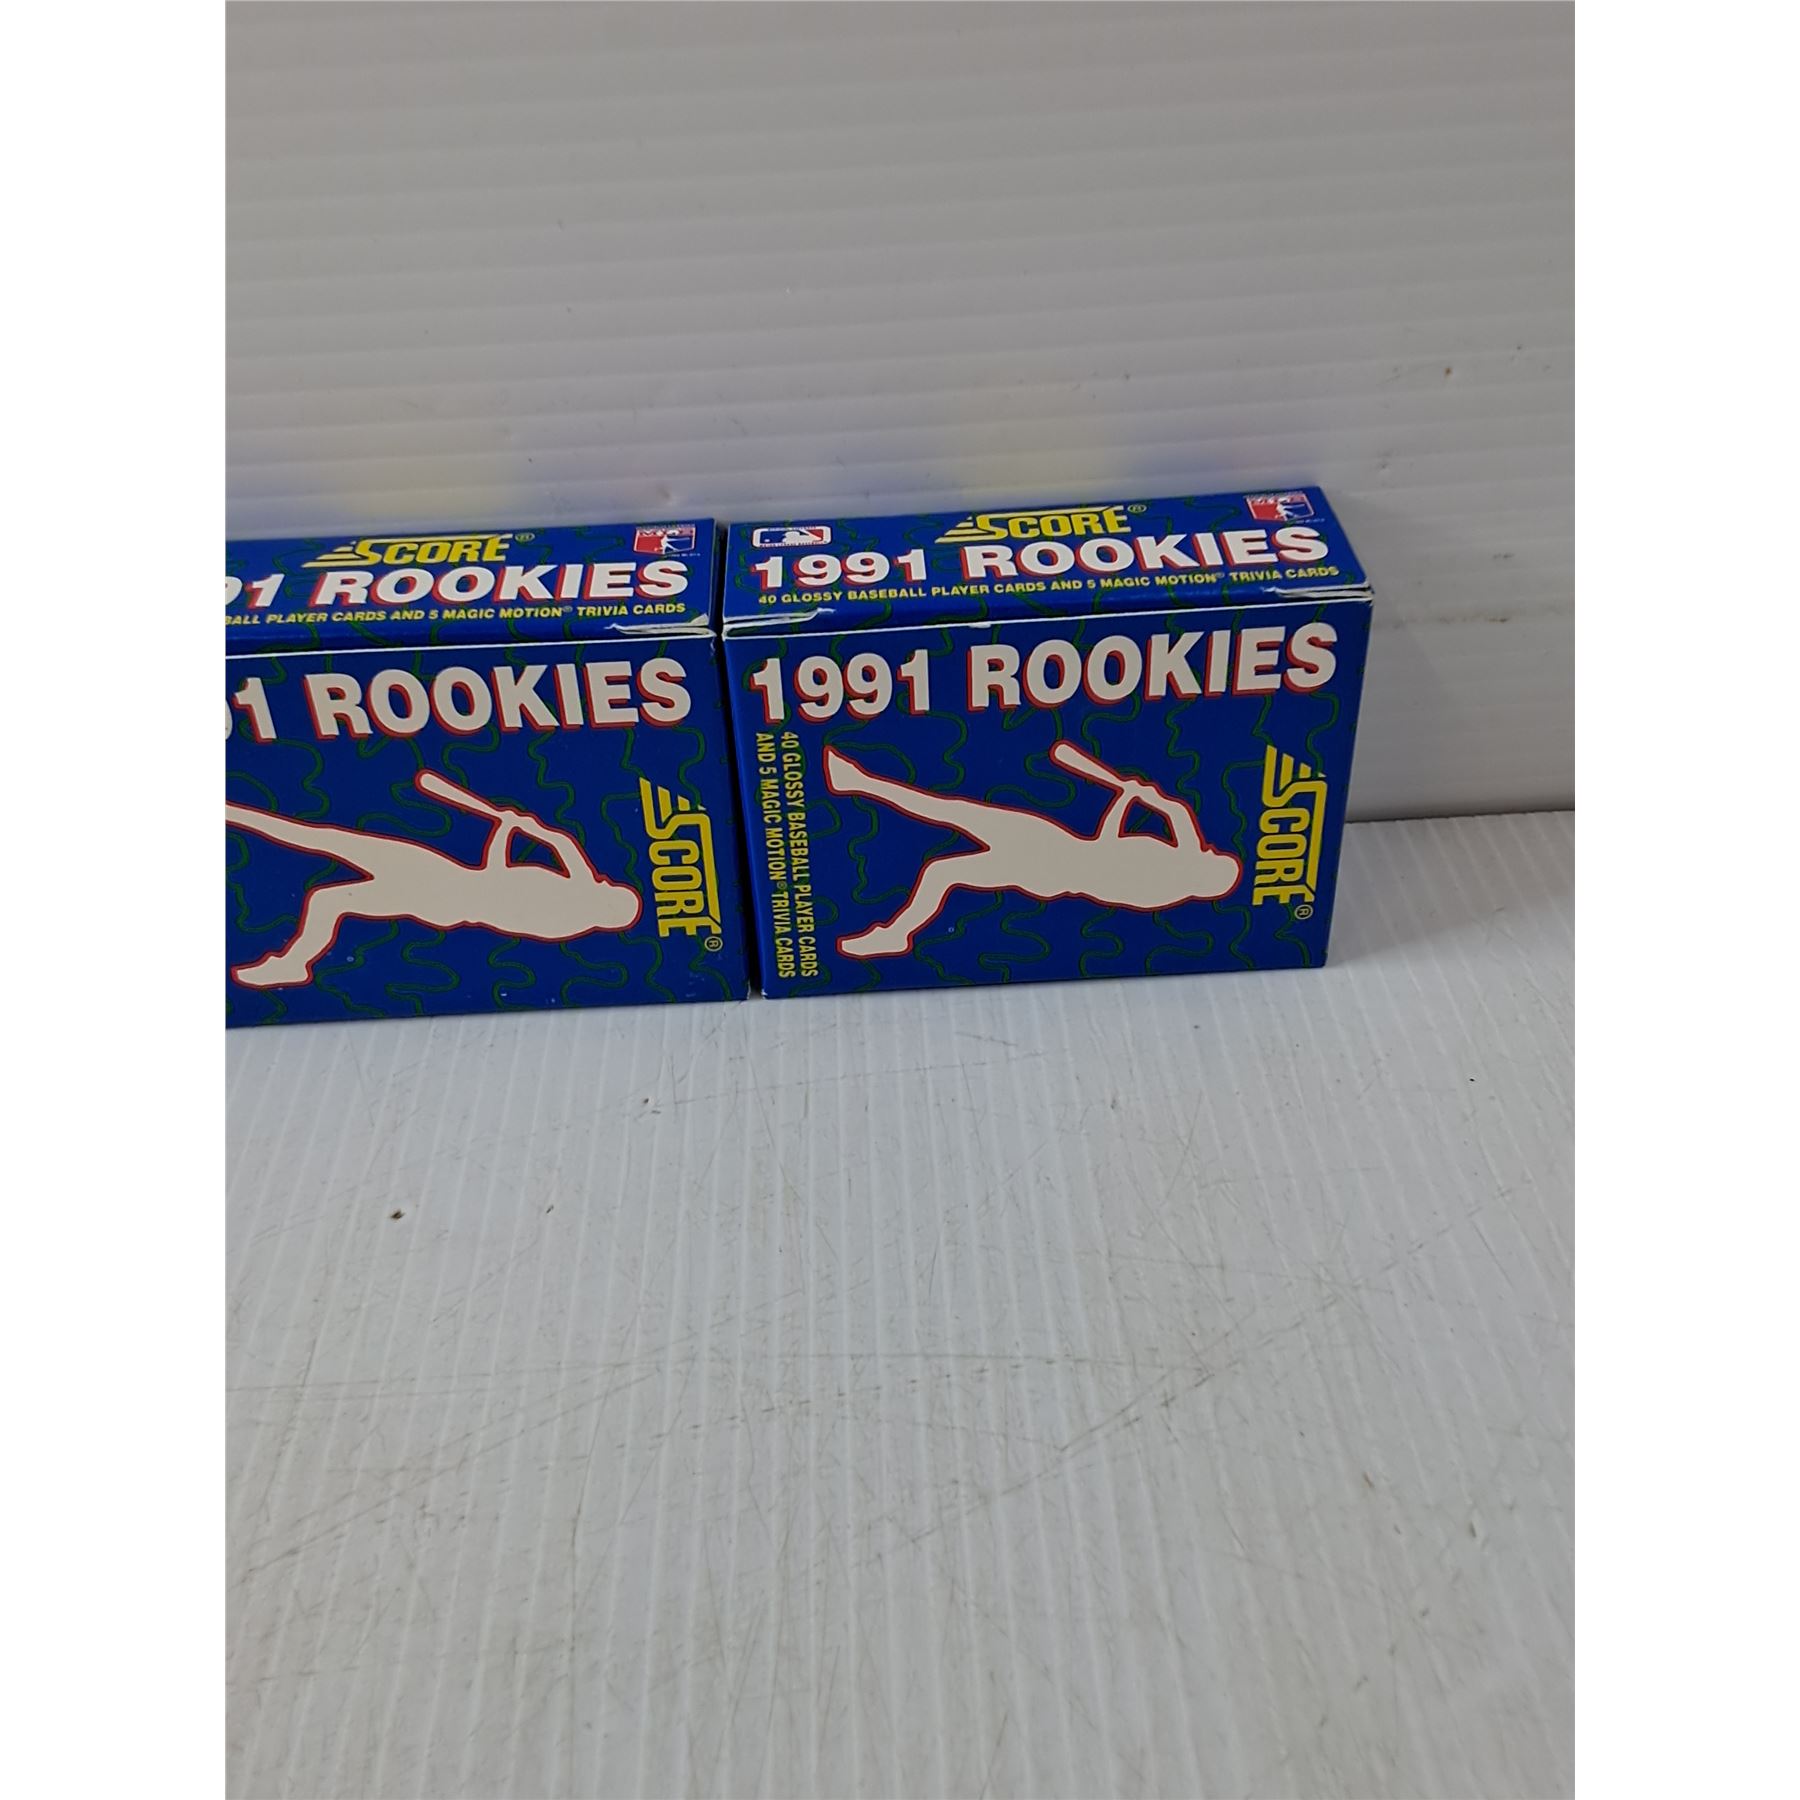 SCORE®
91 ROOKIES
BALL PLAYER CARDS AND 5 MAGIC MOTION® TRIVIA CARDS
91 ROOKIES
SCORE®
SCORE®
1991 ROOKIES
40 GLOSSY BASEBALL PLAYER CARDS AND 5 MAGIC MOTION® TRIVIA CARDS
1991 ROOKIES
40 GLOSSY BASEBALL PLAYER CARDS
AND 5 MAGIC MOTION® TRIVIA CARDS
SCORE®